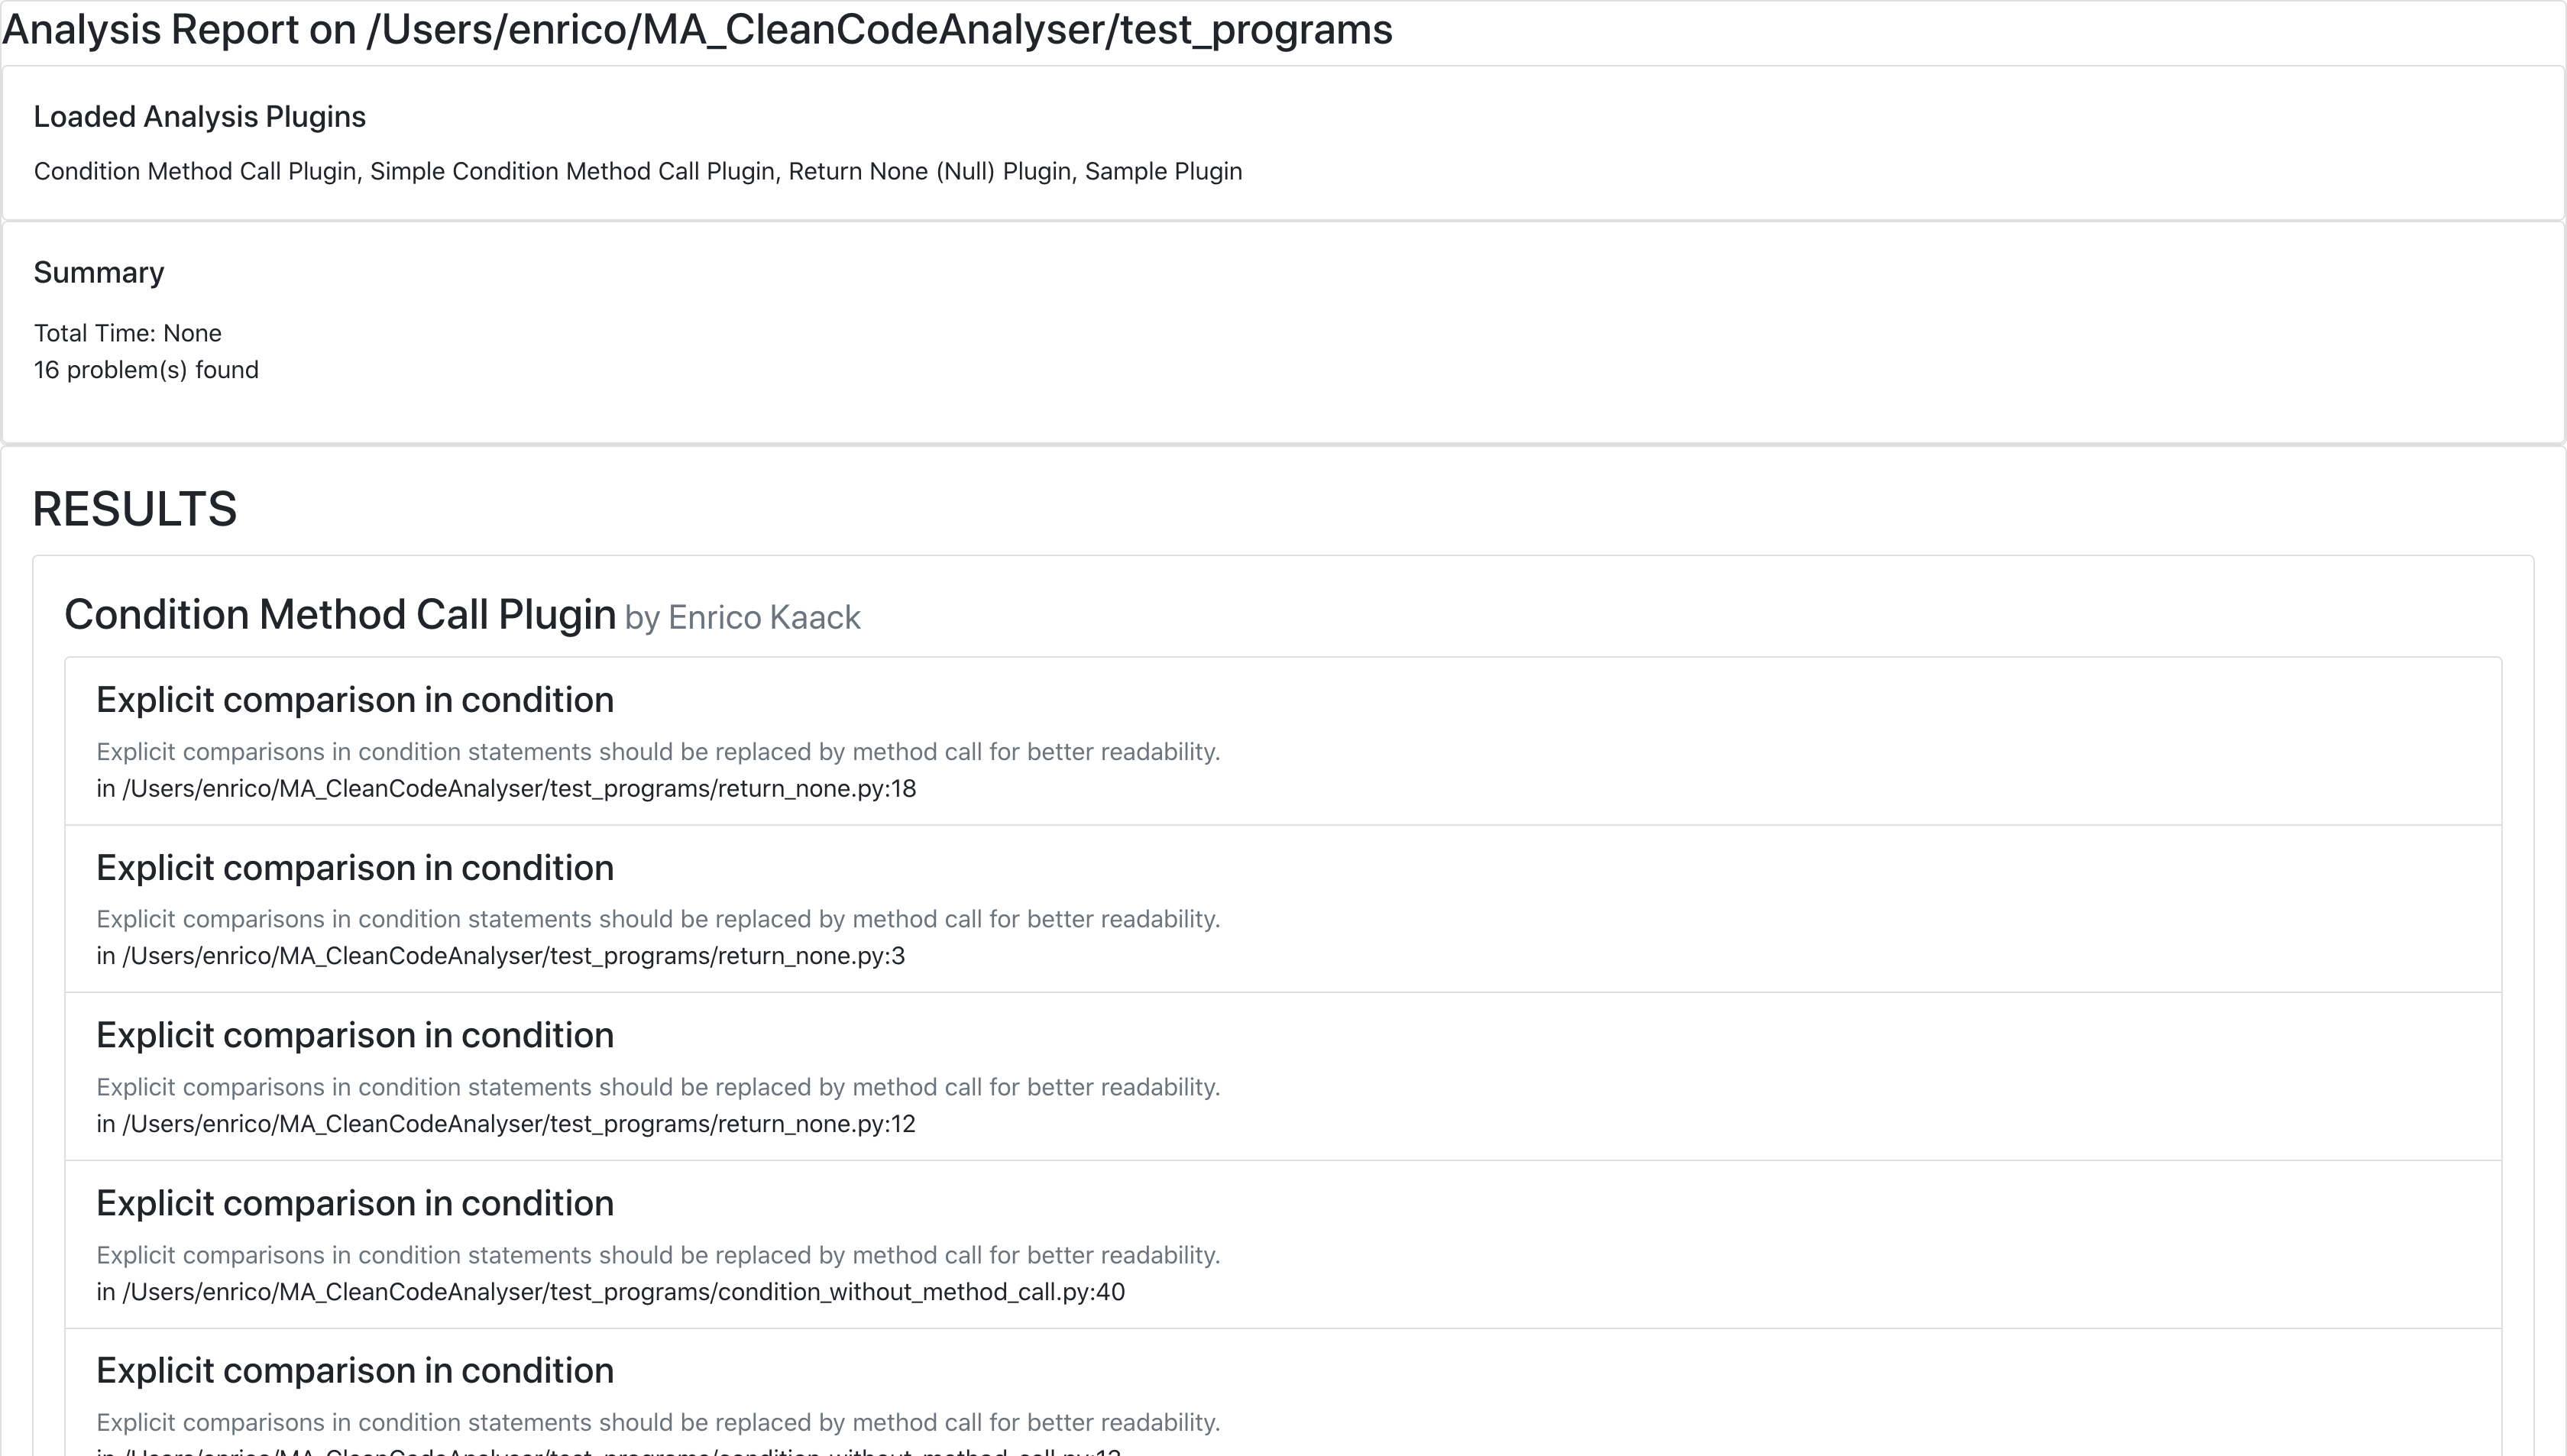 Analysis Report on /Users/enrico/MA_CleanCodeAnalyser/test_programs
Loaded Analysis Plugins
Condition Method Call Plugin, Simple Condition Method Call Plugin, Return None (Null) Plugin, Sample Plugin
Summary
Total Time: None
16 problem(s) found
RESULTS
Condition Method Call Plugin by Enrico Kaack
Explicit comparison in condition
Explicit comparisons in condition statements should be replaced by method call for better readability.
in /Users/enrico/MA_CleanCodeAnalyser/test_programs/return_none.py:18
Explicit comparison in condition
Explicit comparisons in condition statements should be replaced by method call for better readability.
in /Users/enrico/MA_CleanCodeAnalyser/test_programs/return_none.py:3
Explicit comparison in condition
Explicit comparisons in condition statements should be replaced by method call for better readability.
in /Users/enrico/MA_CleanCodeAnalyser/test_programs/return_none.py:12
Explicit comparison in condition
Explicit comparisons in condition statements should be replaced by method call for better readability.
in /Users/enrico/MA_CleanCodeAnalyser/test_programs/condition_without_method_call.py:40
Explicit comparison in condition
Explicit comparisons in condition statements should be replaced by method call for better readability.